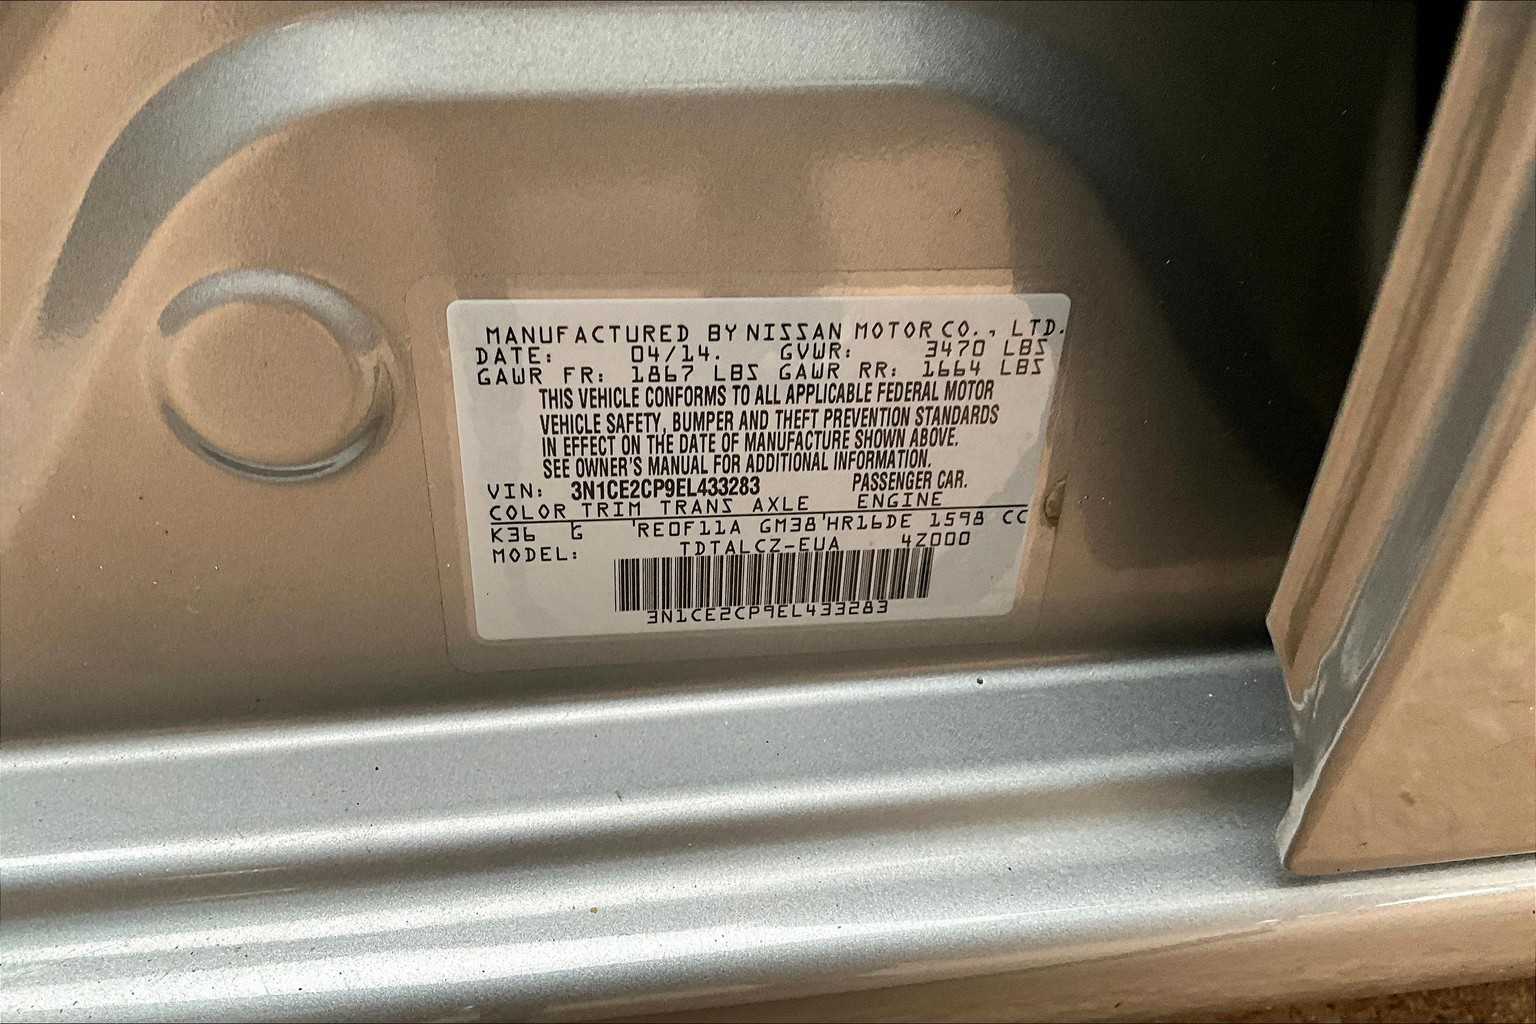 MANUFACTURED BY NISSAN MOTOR CO., LTD.
DATE: 04/14. GVWR: 3470 LBS
GAWR FR: 1867 LBS GAWR RR: 1664 LBS
THIS VEHICLE CONFORMS TO ALL APPLICABLE FEDERAL MOTOR
VEHICLE SAFETY, BUMPER AND THEFT PREVENTION STANDARDS
IN EFFECT ON THE DATE OF MANUFACTURE SHOWN ABOVE.
SEE OWNER'S MANUAL FOR ADDITIONAL INFORMATION.
VIN: 3N1CE2CP9EL433283 PASSENGER CAR.
COLOR TRIM TRANS AXLE ENGINE
K36 G 'RE0F11A GM38'HR16DE 1598 CC
MODEL: TDTALCZ-EUA 4Z000
3N1CE2CP9EL433283